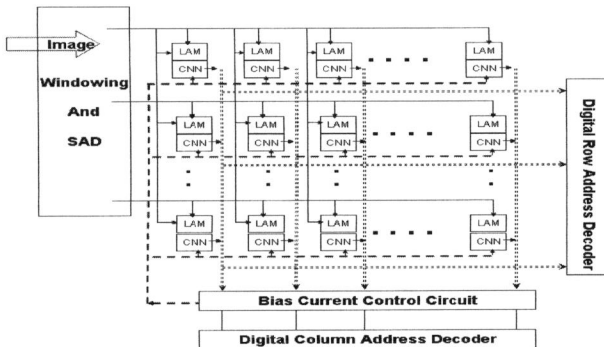 Image
Windowing
And
SAD
LAM LAM LAM LAM
CNN CNN CNN CNN
LAM LAM LAM LAM
CNN CNN CNN CNN
LAM LAM LAM LAM
CNN CNN CNN CNN
Digital Row Address Decoder
Bias Current Control Circuit
Digital Column Address Decoder